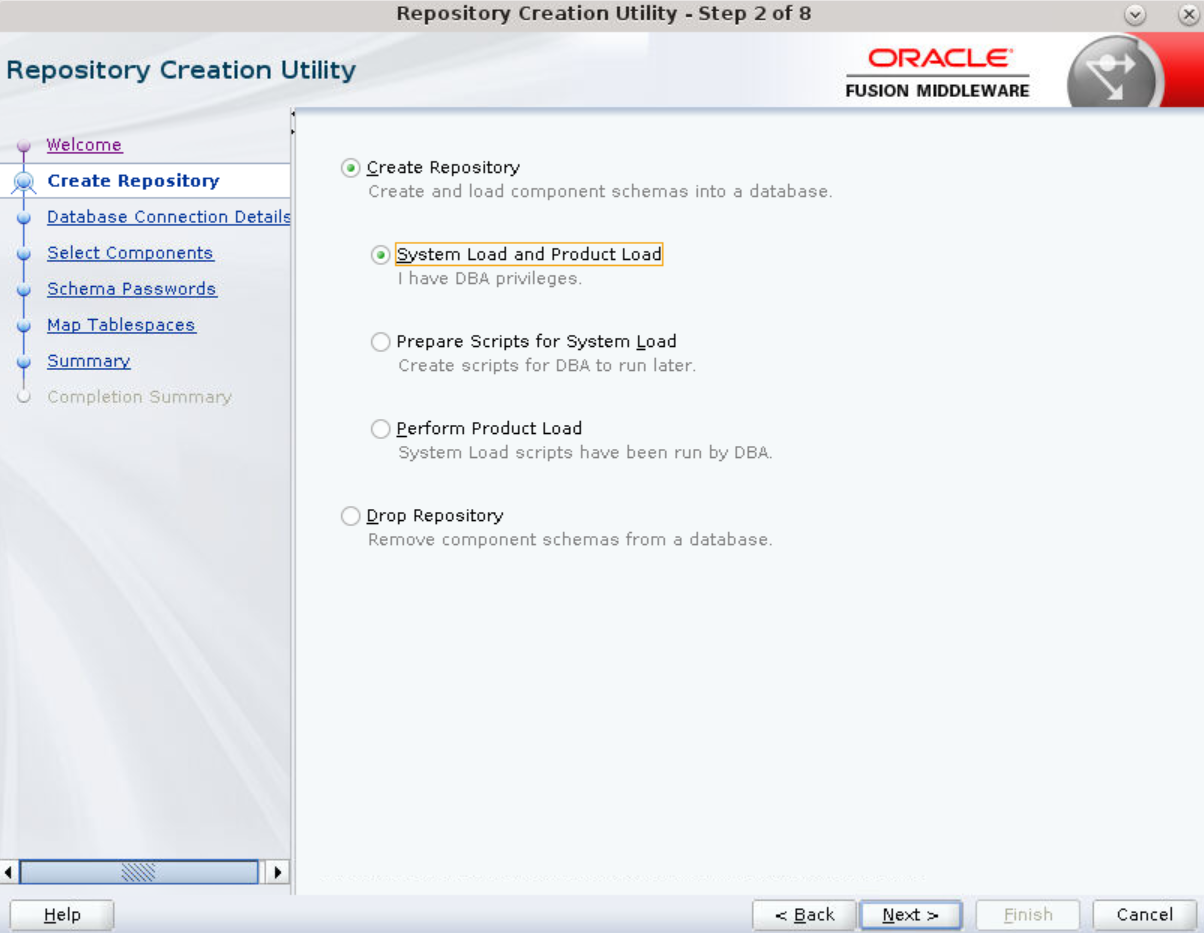 Repository Creation Utility - Step 2 of 8
Repository Creation Utility
ORACLE
FUSION MIDDLEWARE
Welcome
Create Repository
Database Connection Details
Select Components
Schema Passwords
Map Tablespaces
Summary
Completion Summary
Create Repository
Create and load component schemas into a database.
System Load and Product Load
I have DBA privileges.
Prepare Scripts for System Load
Create scripts for DBA to run later.
Perform Product Load
System Load scripts have been run by DBA.
Drop Repository
Remove component schemas from a database.
Help
< Back
Next >
Finish
Cancel